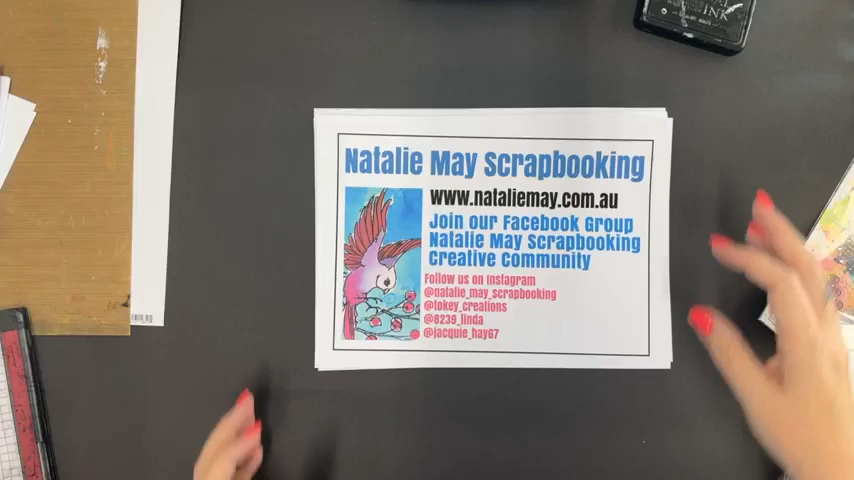 Natalie May Scrapbooking
www.nataliemay.com.au
Join our Facebook Group
Natalie May Scrapbooking
Creative Community
Follow us on Instagram
@natalie_may_scrapbooking
@tokey_creations
@8239_linda
@jacquie_hay67
INK